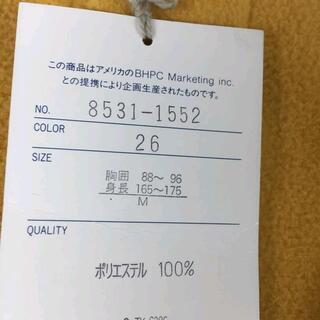 この商品はアメリカのBHPC Marketing inc.
との提携により企画生産されたものです。
NO. 8531-1552
COLOR
26
SIZE
胸囲 88～ 96
身長 165～175
M
QUALITY
ポリエステル 100%